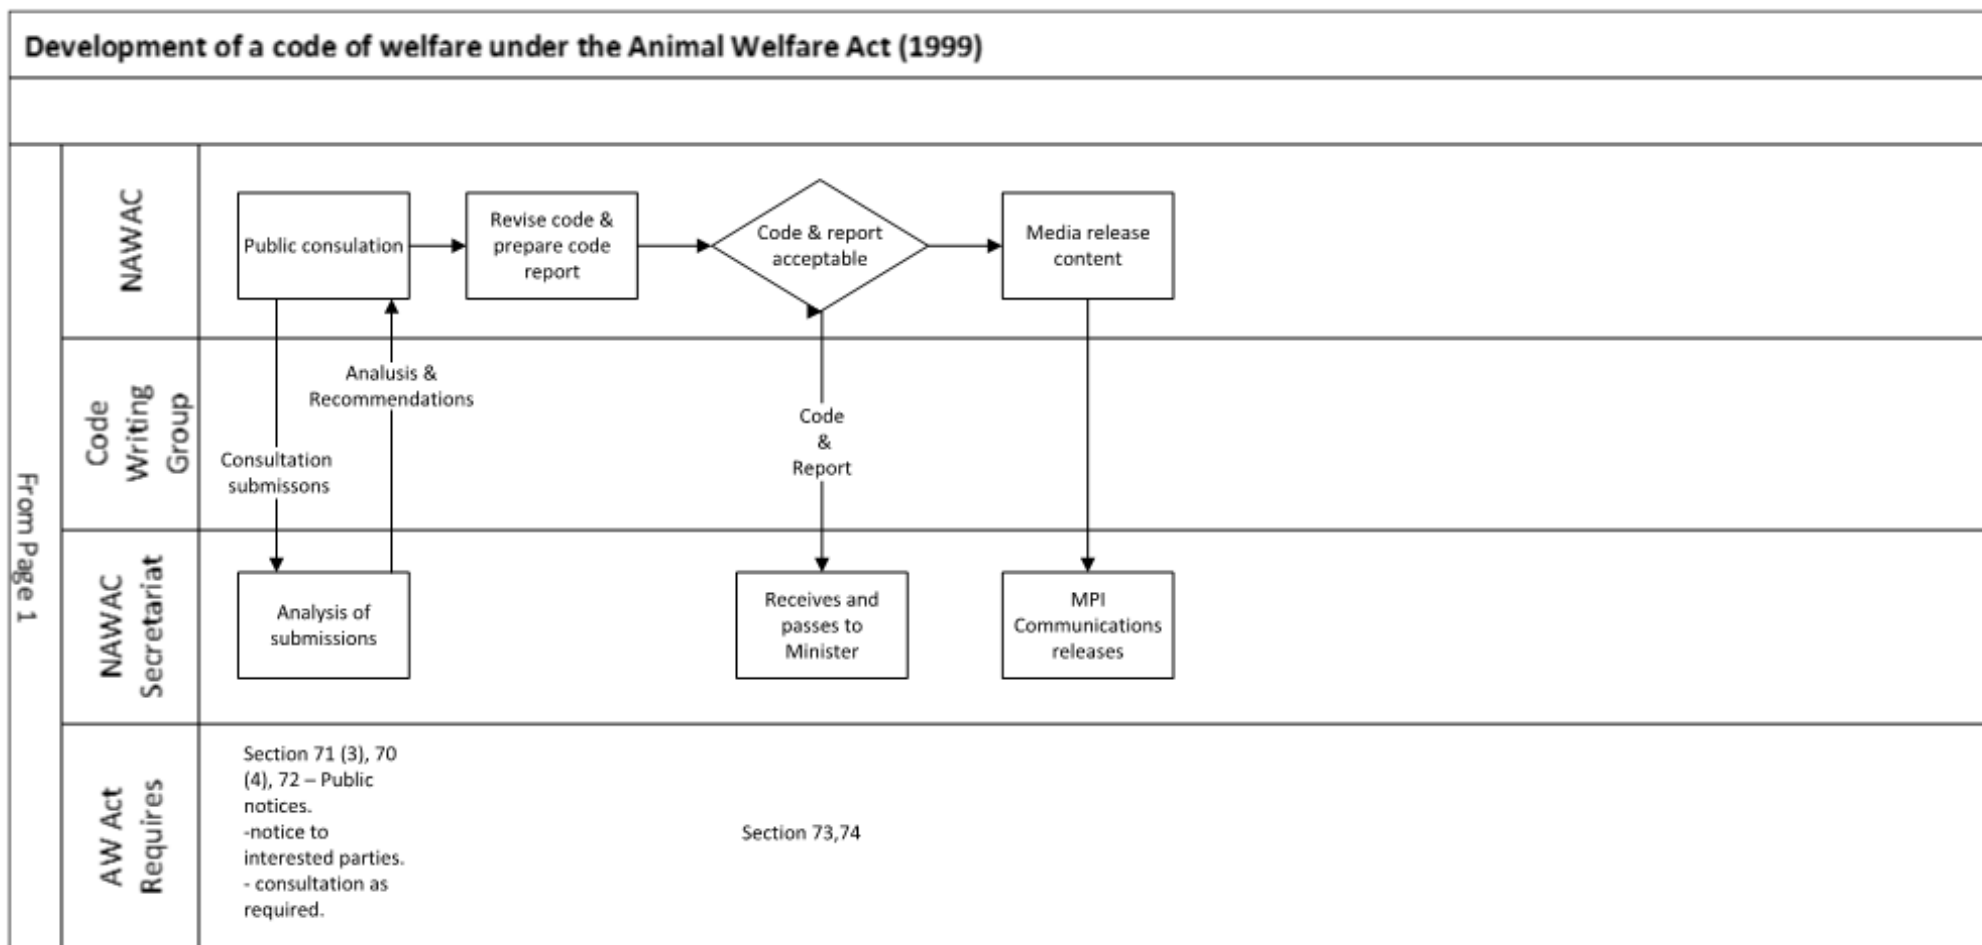 Development of a code of welfare under the Animal Welfare Act (1999)
From Page 1
NAWAC
Public consulation
Revise code &
prepare code
report
Code & report
acceptable
Media release
content
Code
Writing
Group
Analusis &
Recommendations
Consultation
submissons
Code
&
Report
NAWAC
Secretariat
Analysis of
submissions
Receives and
passes to
Minister
MPI
Communications
releases
AW Act
Requires
Section 71 (3), 70
(4), 72 – Public
notices.
-notice to
interested parties.
- consultation as
required.
Section 73,74